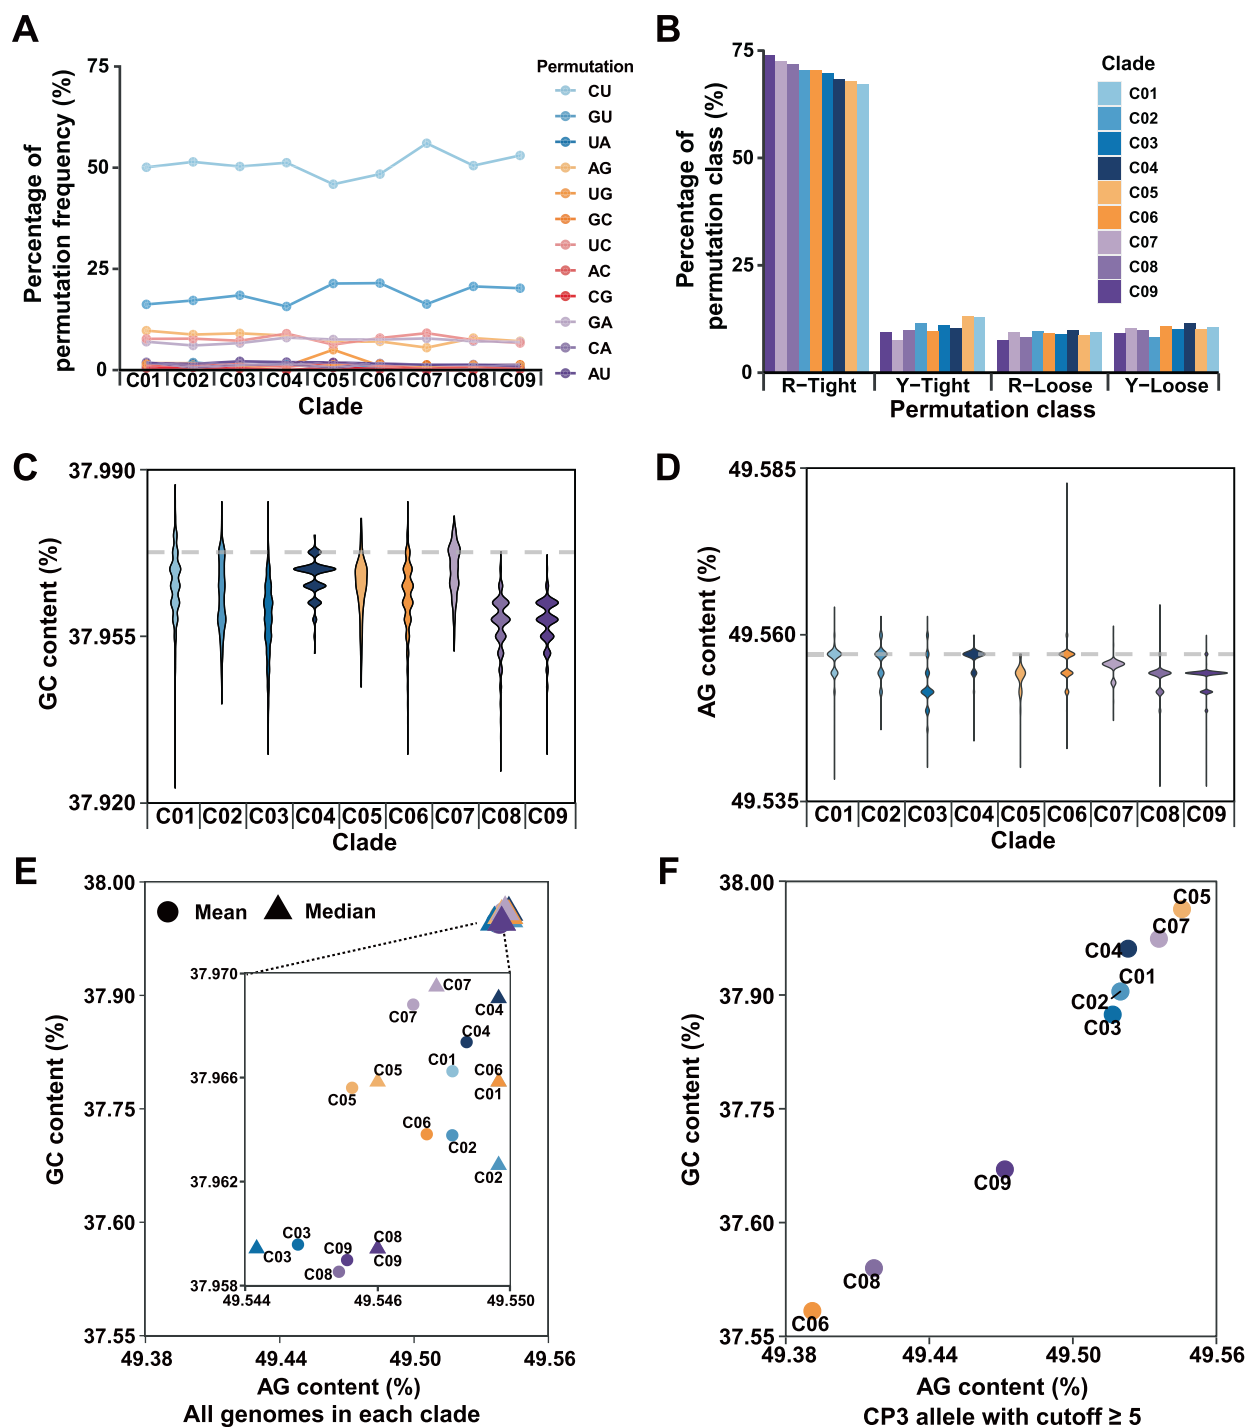 A
Percentage of
permutation frequency (%)
75
50
25
0
C01 C02 C03 C04 C05 C06 C07 C08 C09
Clade
Permutation
CU
GU
UA
AG
UG
GC
UC
AC
CG
GA
CA
AU
B
Percentage of
permutation class (%)
75
50
25
0
R−Tight Y−Tight R−Loose Y−Loose
Permutation class
Clade
C01
C02
C03
C04
C05
C06
C07
C08
C09
C
GC content (%)
37.990
37.955
37.920
C01 C02 C03 C04 C05 C06 C07 C08 C09
Clade
D
AG content (%)
49.585
49.560
49.535
C01 C02 C03 C04 C05 C06 C07 C08 C09
Clade
E
GC content (%)
38.00
37.90
37.75
37.60
37.55
Mean Median
37.970
37.966
37.962
37.958
C07
C07
C04
C04
C01
C05
C06
C05
C01
C06
C02
C02
C03
C03
C08
C09
C09
C08
49.544 49.546 49.550
49.38 49.44 49.50 49.56
AG content (%)
All genomes in each clade
F
GC content (%)
38.00
37.90
37.75
37.60
37.55
C05
C07
C04
C01
C02
C03
C09
C08
C06
49.38 49.44 49.50 49.56
AG content (%)
CP3 allele with cutoff ≥ 5